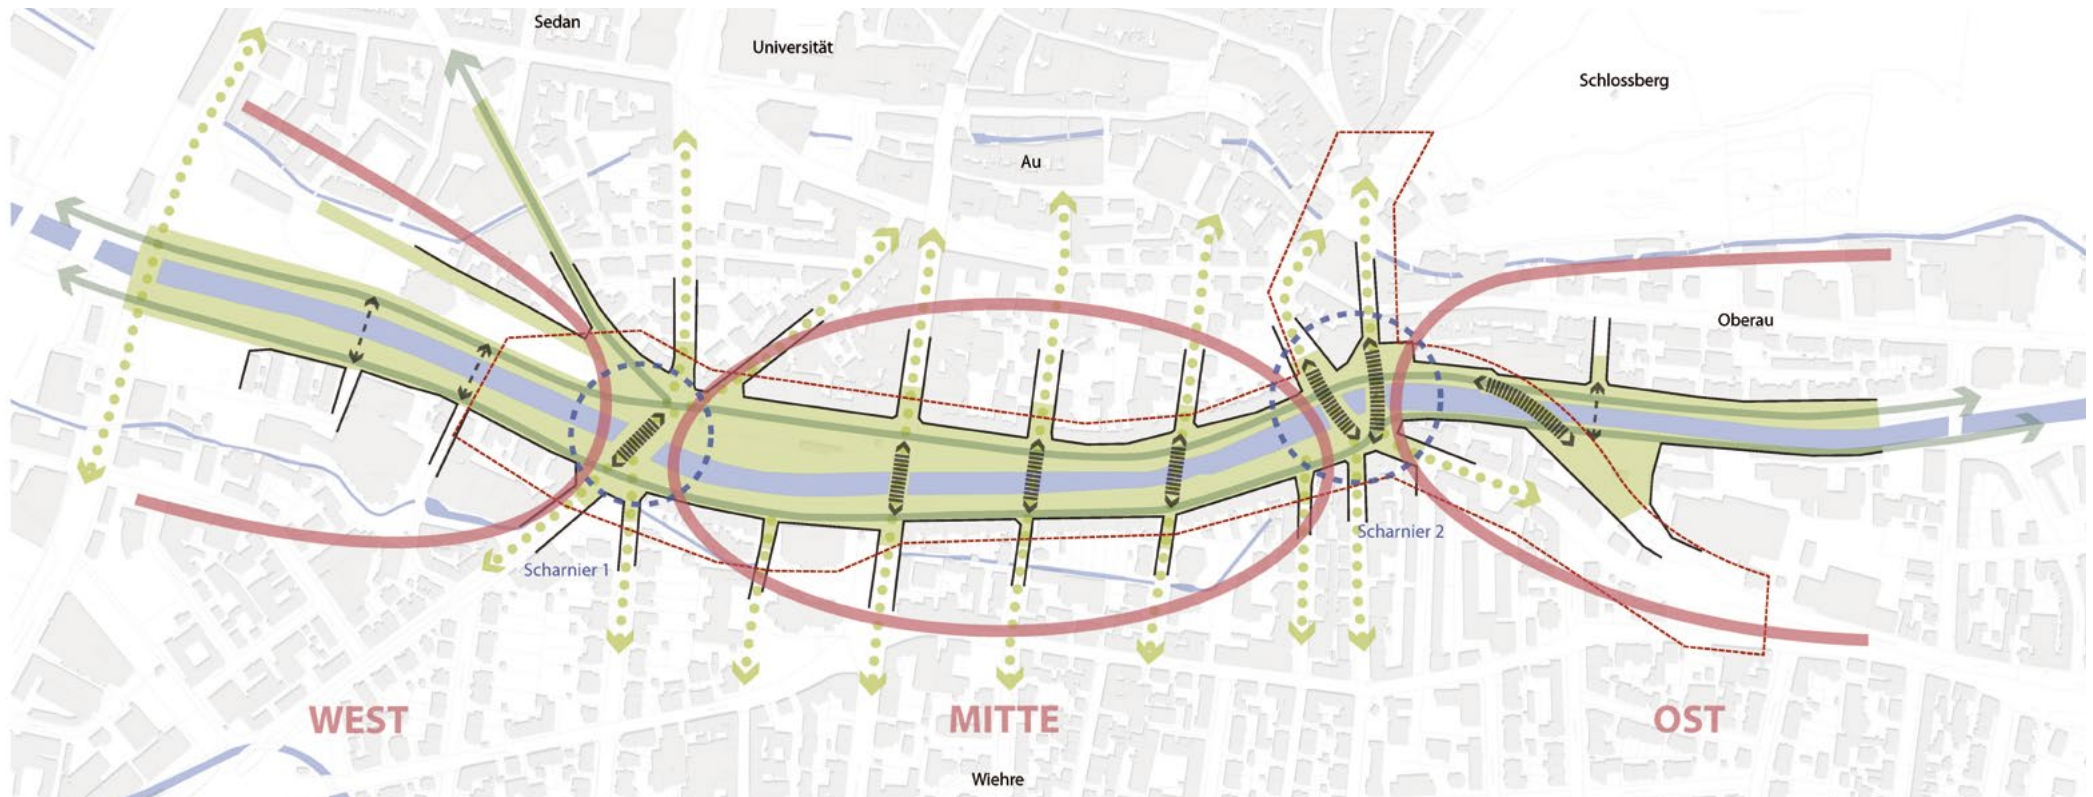 Sedan
Universität
Schlossberg
Au
Oberau
Scharnier 2
Scharnier 1
WEST
MITTE
OST
Wiehre